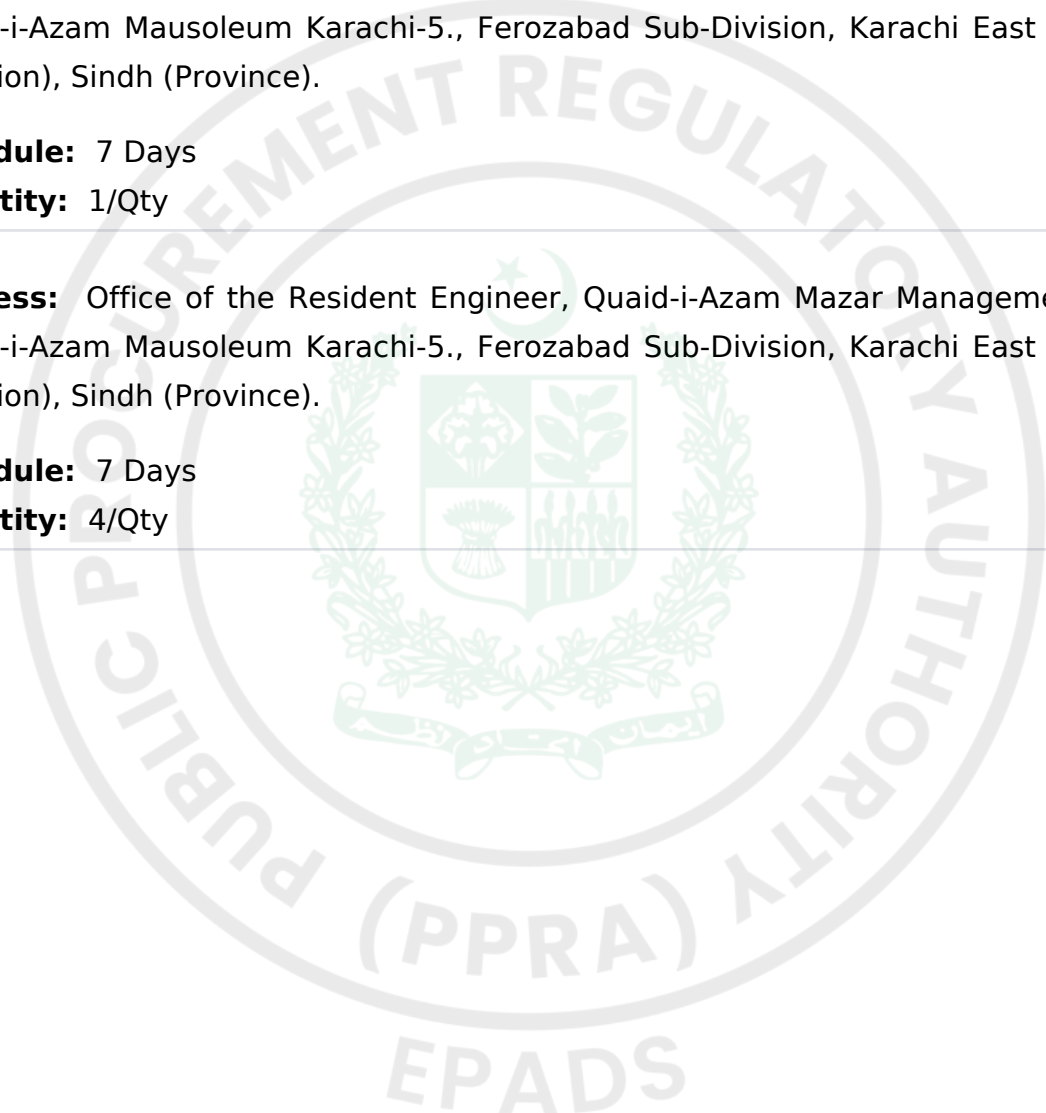 -i-Azam Mausoleum Karachi-5., Ferozabad Sub-Division, Karachi East
ion), Sindh (Province).
dule: 7 Days
tity: 1/Qty
ess: Office of the Resident Engineer, Quaid-i-Azam Mazar Manageme
-i-Azam Mausoleum Karachi-5., Ferozabad Sub-Division, Karachi East
ion), Sindh (Province).
dule: 7 Days
tity: 4/Qty
PUBLIC PROCUREMENT REGULATORY AUTHORITY
(PPRA)
EPADS